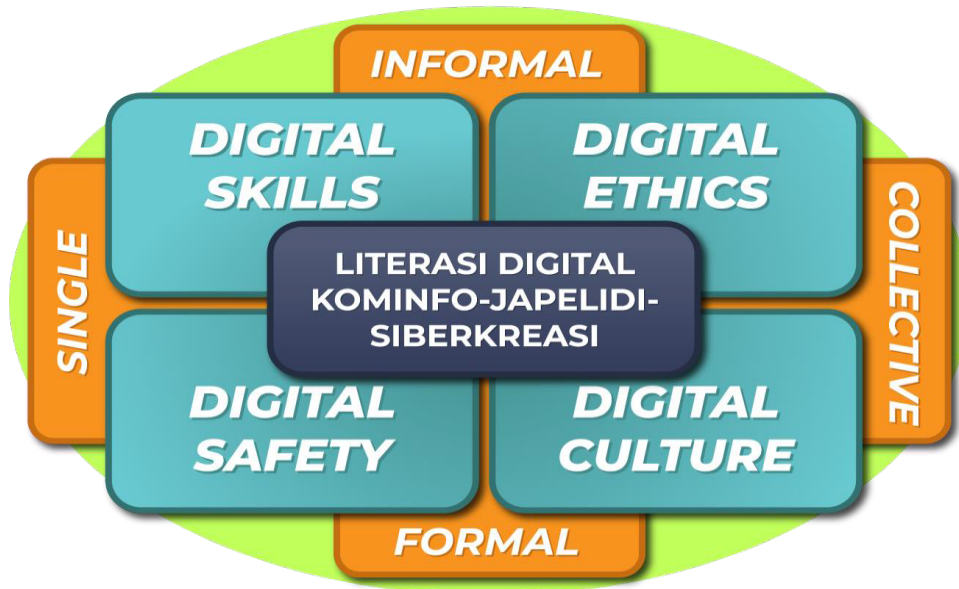 INFORMAL
DIGITAL
SKILLS
DIGITAL
ETHICS
SINGLE
LITERASI DIGITAL
KOMINFO-JAPELIDI-
SIBERKREASI
COLLECTIVE
DIGITAL
SAFETY
DIGITAL
CULTURE
FORMAL